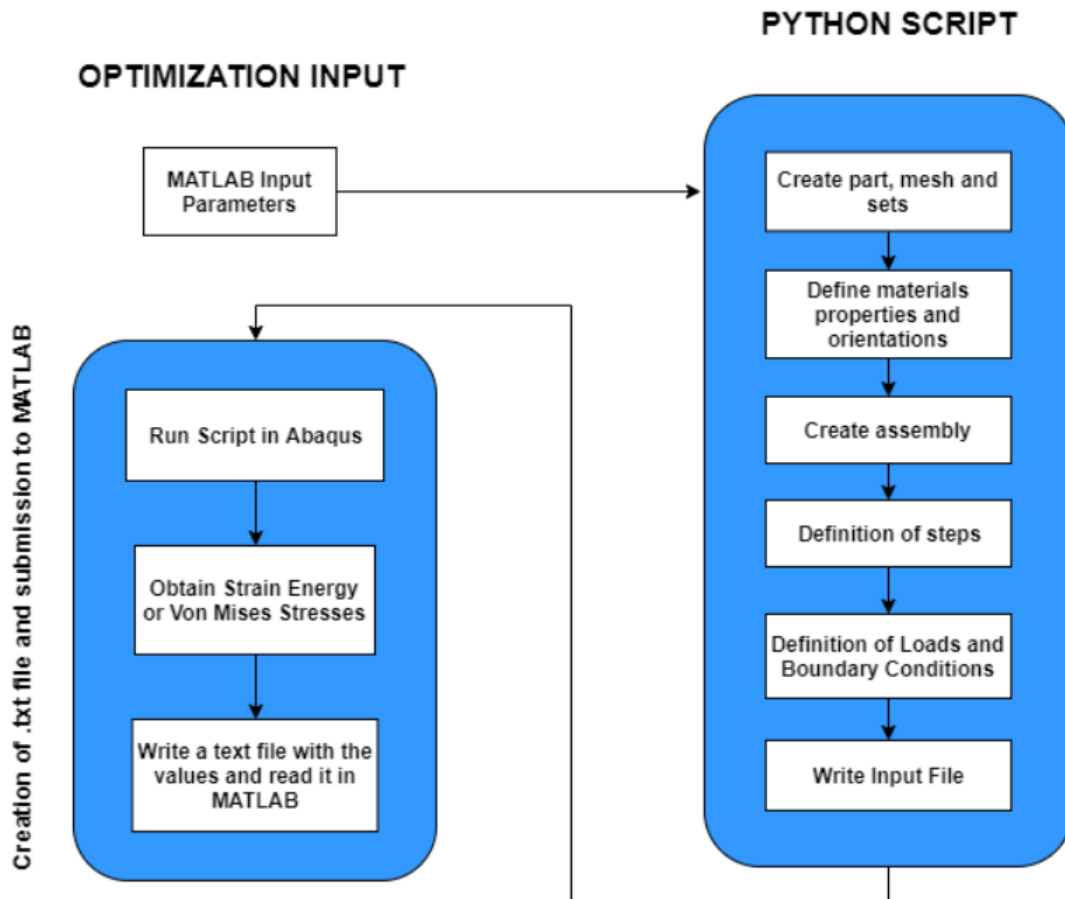 PYTHON SCRIPT
OPTIMIZATION INPUT
MATLAB Input
Parameters
Create part, mesh and
sets
Define materials
properties and
orientations
Create assembly
Definition of steps
Definition of Loads and
Boundary Conditions
Write Input File
Creation of .txt file and submission to MATLAB
Run Script in Abaqus
Obtain Strain Energy
or Von Mises Stresses
Write a text file with the
values and read it in
MATLAB